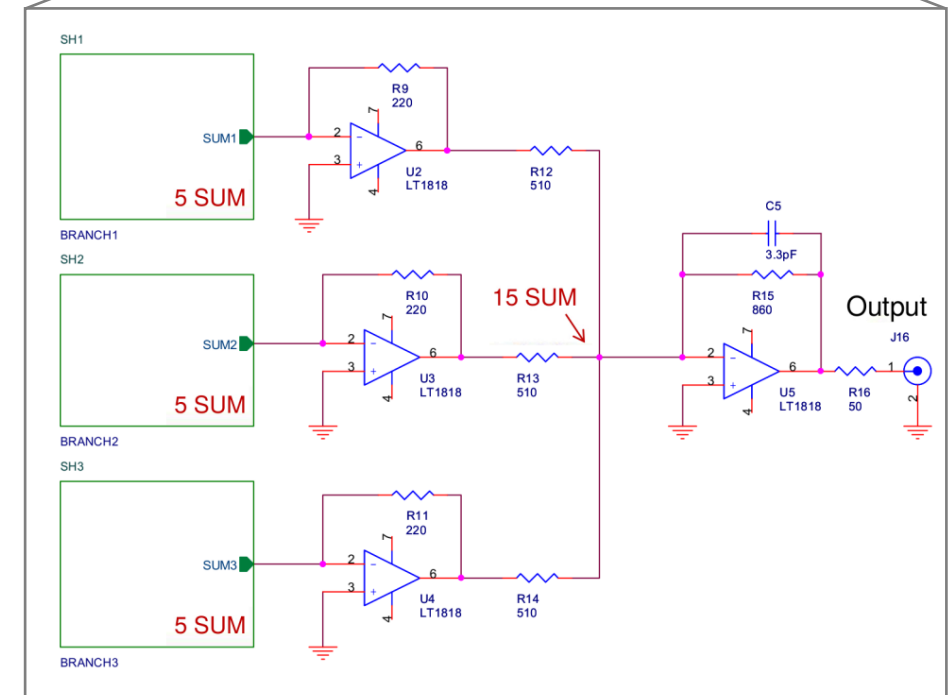 SH1
R9
220
7
SUM1
2
3
6
4
U2
LT1818
R12
510
5 SUM
BRANCH1
C5
3.3pF
SH2
R10
220
15 SUM
R15
860
Output
J16
7
SUM2
2
3
6
4
U3
LT1818
R13
510
7
2
3
6
4
U5
LT1818
R16
50
1
2
5 SUM
BRANCH2
SH3
R11
220
7
SUM3
2
3
6
4
U4
LT1818
R14
510
5 SUM
BRANCH3